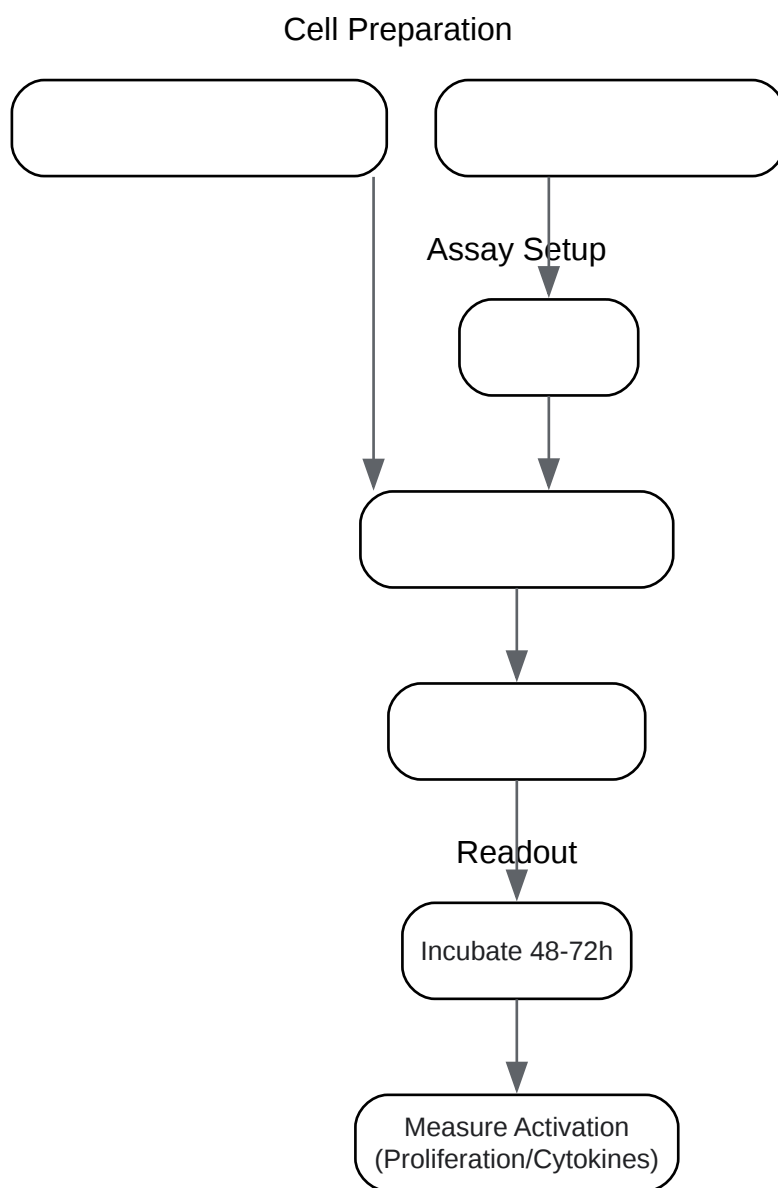 Cell Preparation
Assay Setup
Readout
Incubate 48-72h
Measure Activation
(Proliferation/Cytokines)